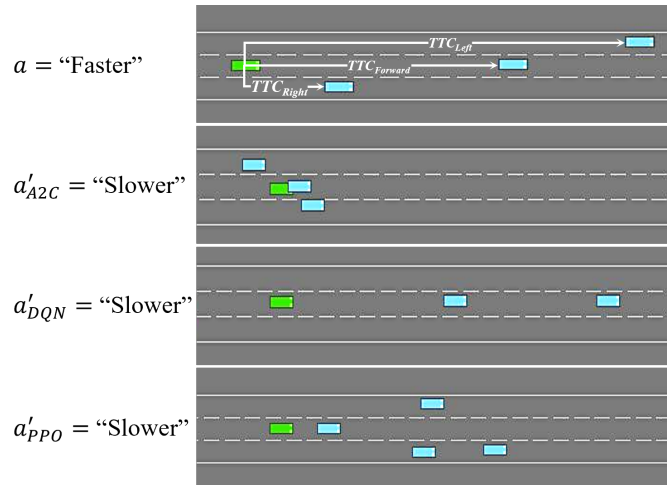 a = “Faster”
TTC_Left
TTC_Forward
TTC_Right
a′_A2C = “Slower”
a′_DQN = “Slower”
a′_PPO = “Slower”